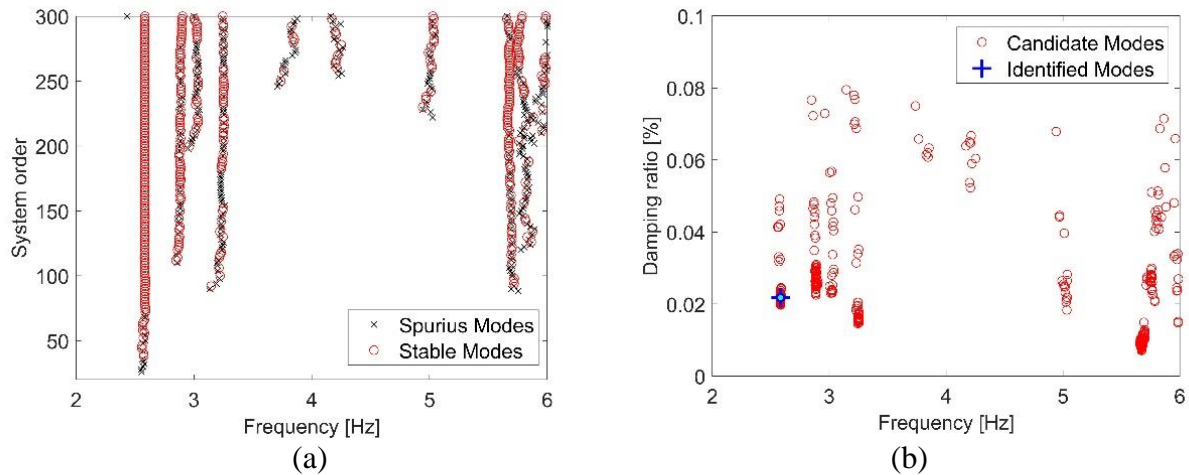 300
250
200
150
100
50
System order
2
3
4
5
6
Frequency [Hz]
Spurius Modes
Stable Modes
(a)
0.1
0.08
0.06
0.04
0.02
0
Damping ratio [%]
2
3
4
5
6
Frequency [Hz]
Candidate Modes
Identified Modes
(b)